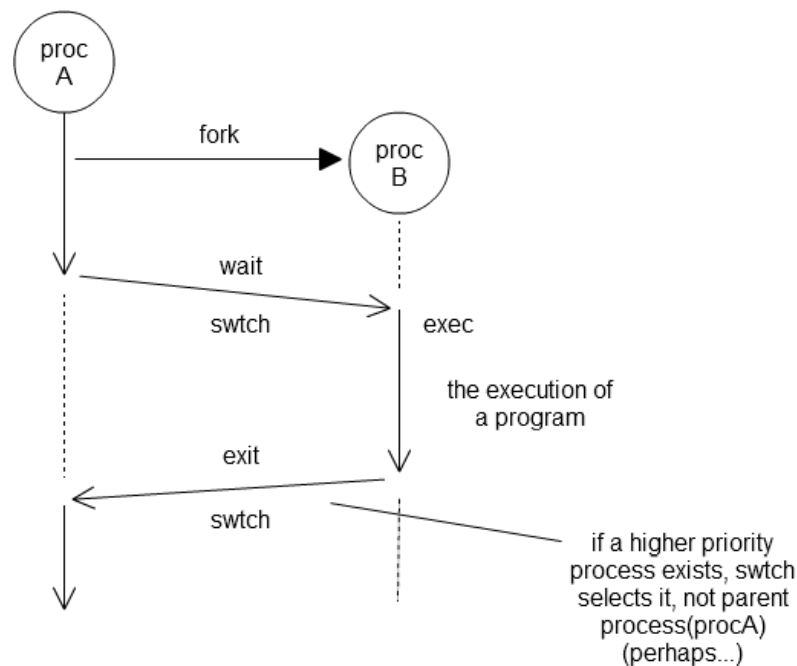 proc
A
fork
proc
B
wait
swtch
exec
the execution of
a program
exit
swtch
if a higher priority
process exists, swtch
selects it, not parent
process(procA)
(perhaps...)